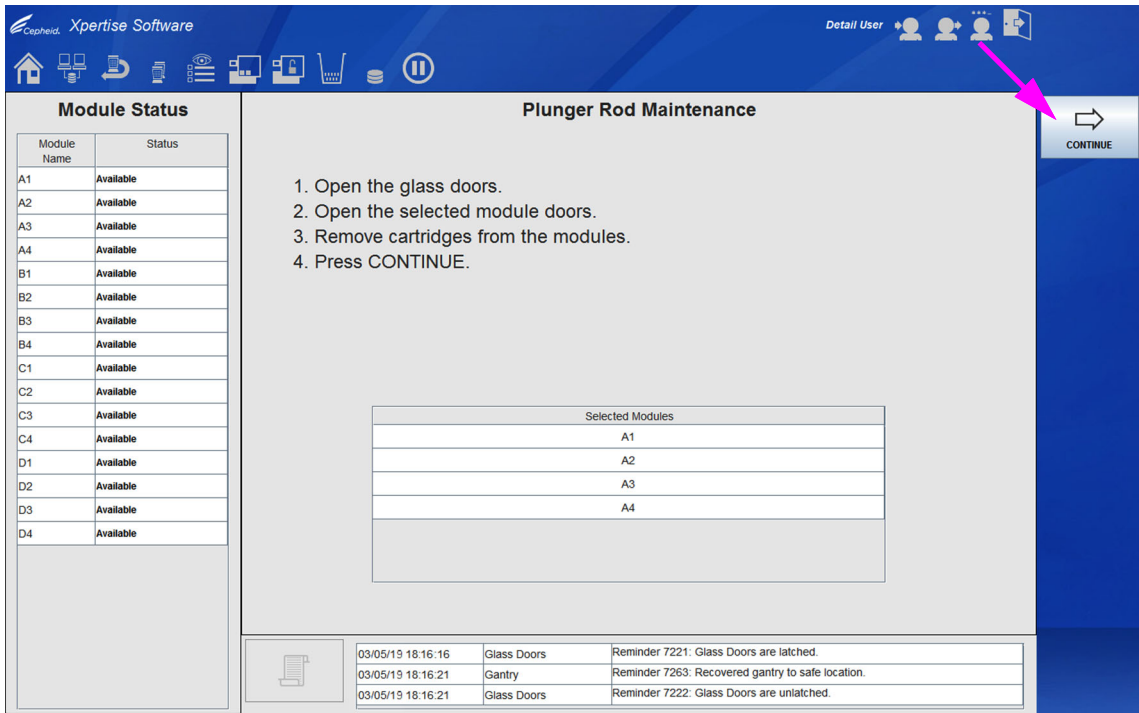 Cepheid. Xpertise Software
Detail User
Module Status
Module Name Status
A1 Available
A2 Available
A3 Available
A4 Available
B1 Available
B2 Available
B3 Available
B4 Available
C1 Available
C2 Available
C3 Available
C4 Available
D1 Available
D2 Available
D3 Available
D4 Available
Plunger Rod Maintenance
1. Open the glass doors.
2. Open the selected module doors.
3. Remove cartridges from the modules.
4. Press CONTINUE.
Selected Modules
A1
A2
A3
A4
03/05/19 18:16:16 Glass Doors Reminder 7221: Glass Doors are latched.
03/05/19 18:16:21 Gantry Reminder 7263: Recovered gantry to safe location.
03/05/19 18:16:21 Glass Doors Reminder 7222: Glass Doors are unlatched.
CONTINUE